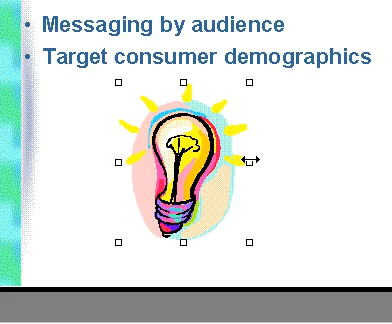 • Messaging by audience
• Target consumer demographics